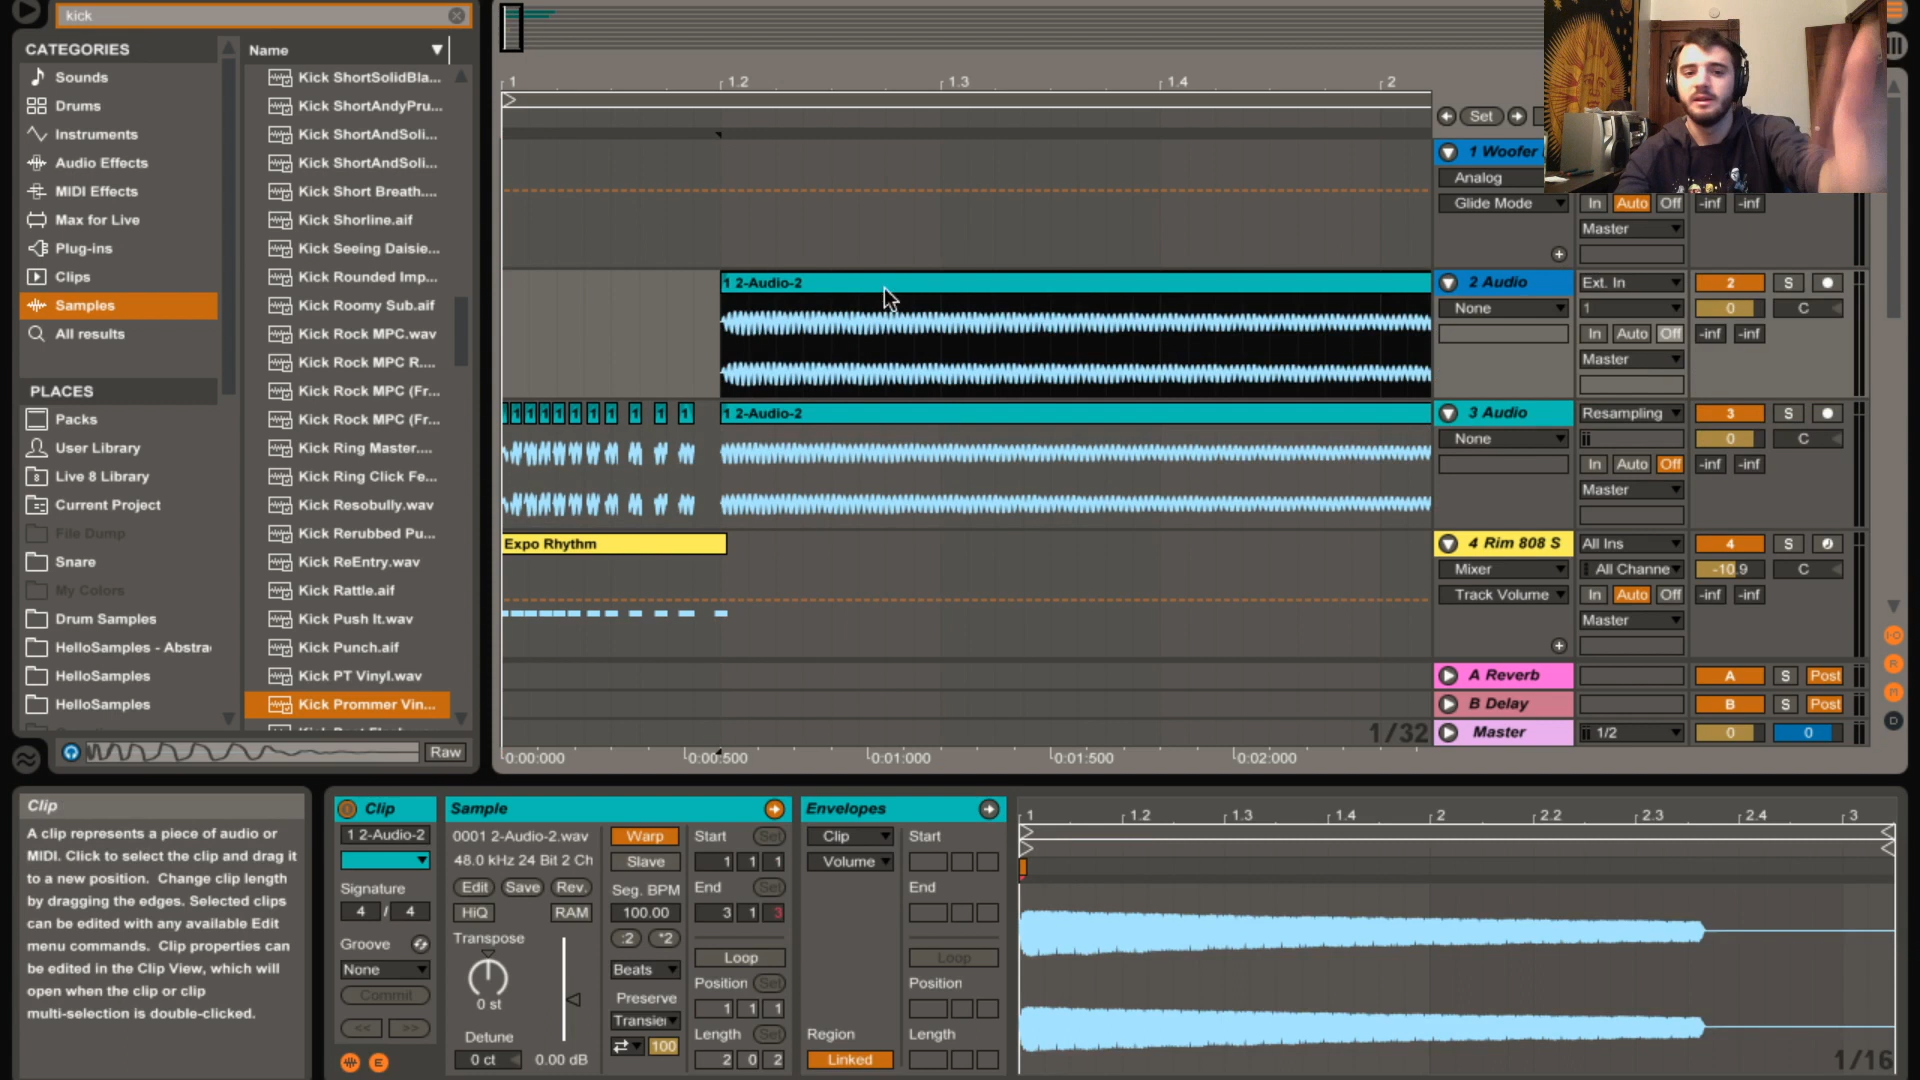 kick
CATEGORIES
Sounds
Drums
Instruments
Audio Effects
MIDI Effects
Max for Live
Plug-ins
Clips
Samples
All results
PLACES
Packs
User Library
Live 8 Library
Current Project
File Dump
Snare
My Colors
Drum Samples
HelloSamples - Abstra
HelloSamples
HelloSamples
Name
Kick ShortSolidBla...
Kick ShortAndyPru...
Kick ShortAndSoli...
Kick ShortAndSoli...
Kick Short Breath....
Kick Shorline.aif
Kick Seeing Daisie...
Kick Rounded Imp...
Kick Roomy Sub.aif
Kick Rock MPC.wav
Kick Rock MPC R....
Kick Rock MPC (Fr...
Kick Rock MPC (Fr...
Kick Ring Master....
Kick Ring Click Fe...
Kick Resobully.wav
Kick Rerubbed Pu...
Kick ReEntry.wav
Kick Rattle.aif
Kick Push It.wav
Kick Punch.aif
Kick PT Vinyl.wav
Kick Prommer Vin...
Raw
1 1.2 1.3 1.4 2
1 2-Audio-2
1 1 1 1 1 1 1 1 1 1 1 1 2-Audio-2
Expo Rhythm
1/32
0:00:000 0:00:500 0:01:000 0:01:500 0:02:000
Set
1 Woofer
Analog
Glide Mode In Auto Off -inf -inf
Master
2 Audio Ext. In 2 S
None 1 0 C
In Auto Off -inf -inf
Master
3 Audio Resampling 3 S
None 0 C
In Auto Off -inf -inf
Master
4 Rim 808 S All Ins 4 S
Mixer All Channe -10.9 C
Track Volume In Auto Off -inf -inf
Master
A Reverb A S Post
B Delay B S Post
Master 1/2 0 0
I-O
R
M
D
Clip
A clip represents a piece of audio or
MIDI. Click to select the clip and drag it
to a new position. Change clip length
by dragging the edges. Selected clips
can be edited with any available Edit
menu commands. Clip properties can
be edited in the Clip View, which will
open when the clip or clip
multi-selection is double-clicked.
Clip
1 2-Audio-2
Signature
4 / 4
Groove
None
Commit
<< >>
E
Sample
0001 2-Audio-2.wav
48.0 kHz 24 Bit 2 Ch
Edit Save Rev.
HiQ RAM
Transpose
0 st
Detune
0 ct 0.00 dB
Warp
Slave
Seg. BPM
100.00
:2 *2
Beats
Preserve
Transien
100
Start Set
1 1 1
End Set
3 1 3
Loop
Position Set
1 1 1
Length Set
2 0 2
Envelopes
Clip
Volume
Region
Linked
Start
End
Loop
Position
Length
1 1.2 1.3 1.4 2 2.2 2.3 2.4 3
1/16